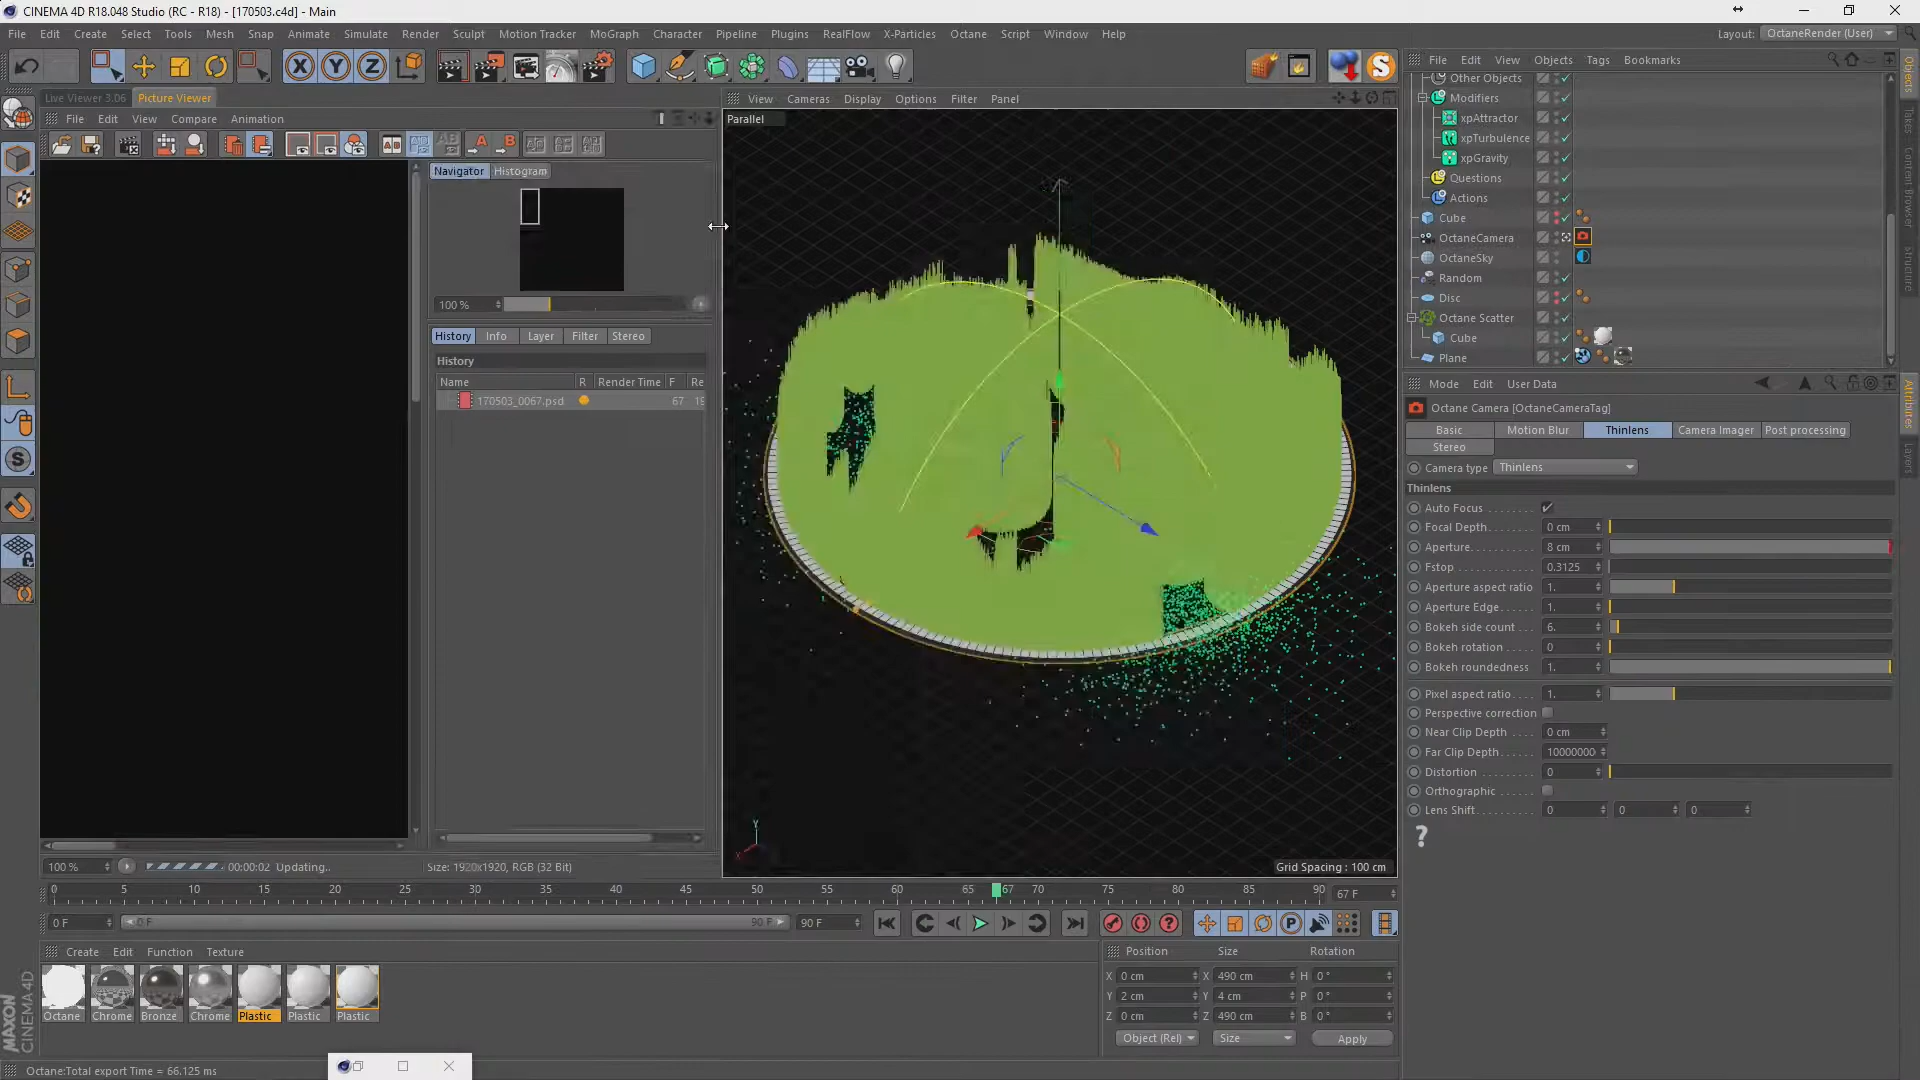 CINEMA 4D R18.048 Studio (RC - R18) - [170503.c4d] - Main
File Edit Create Select Tools Mesh Snap Animate Simulate Render Sculpt Motion Tracker MoGraph Character Pipeline Plugins RealFlow X-Particles Octane Script Window Help
Layout: OctaneRender (User)
Live Viewer 3.06 Picture Viewer
File Edit View Compare Animation
Navigator Histogram
100 %
History Info Layer Filter Stereo
History
Name R Render Time F Re
170503_0067.psd 67 19
100 % 00:00:02 Updating.. Size: 1920x1920, RGB (32 Bit)
View Cameras Display Options Filter Panel
Parallel
Y
X
Grid Spacing : 100 cm
File Edit View Objects Tags Bookmarks
Other Objects
Modifiers
xpAttractor
xpTurbulence
xpGravity
Questions
Actions
Cube
OctaneCamera
OctaneSky
Random
Disc
Octane Scatter
Cube
Plane
Mode Edit User Data
Octane Camera [OctaneCameraTag]
Basic Motion Blur Thinlens Camera Imager Post processing
Stereo
Camera type Thinlens
Thinlens
Auto Focus
Focal Depth. 0 cm
Aperture. 8 cm
Fstop 0.3125
Aperture aspect ratio 1.
Aperture Edge 1.
Bokeh side count 6.
Bokeh rotation 0
Bokeh roundedness 1.
Pixel aspect ratio 1.
Perspective correction
Near Clip Depth 0 cm
Far Clip Depth 10000000
Distortion 0
Orthographic
Lens Shift 0 0 0
?
Objects
Takes
Content Browser
Structure
Attributes
Layers
0 5 10 15 20 25 30 35 40 45 50 55 60 65 67 70 75 80 85 90 67 F
0 F 0 F 90 F 90 F
Create Edit Function Texture
Octane Chrome Bronze Chrome Plastic Plastic Plastic
Position Size Rotation
X 0 cm X 490 cm H 0 °
Y 2 cm Y 4 cm P 0 °
Z 0 cm Z 490 cm B 0 °
Object (Rel) Size Apply
MAXON
CINEMA 4D
Octane:Total export Time = 66.125 ms